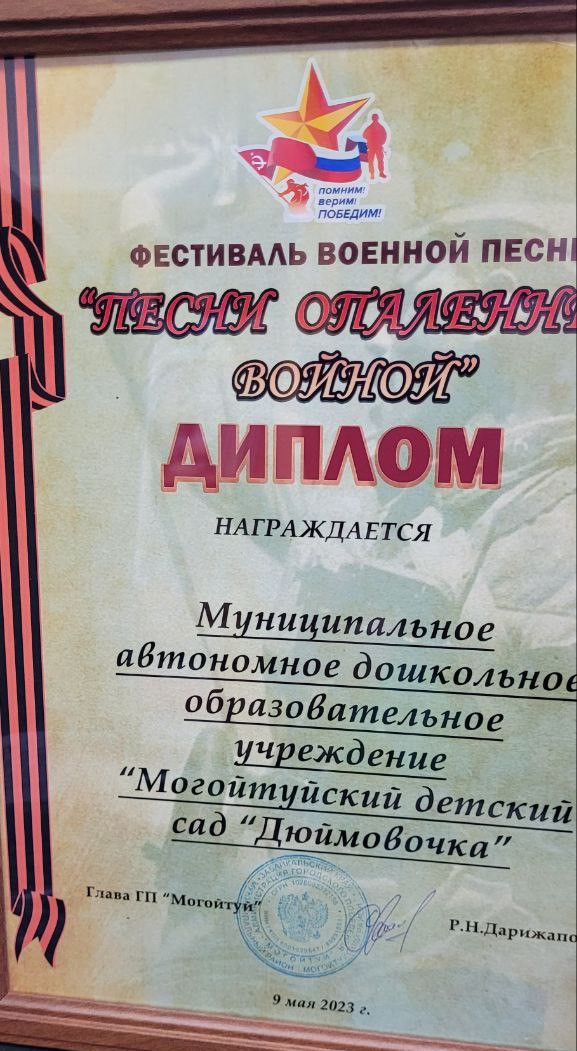 ПОМНИМ!
ВЕРИМ!
ПОБЕДИМ!
ФЕСТИВАЛЬ ВОЕННОЙ ПЕСН
"ПЕСНИ ОПАЛЕНН
ВОЙНОЙ"
ДИПЛОМ
НАГРАЖДАЕТСЯ
Муниципальное
автономное дошкольное
образовательное
учреждение
"Могойтуйский детский
сад "Дюймовочка"
Глава ГП "Могойтуй"
Р.Н.Дарижапо
9 мая 2023 г.